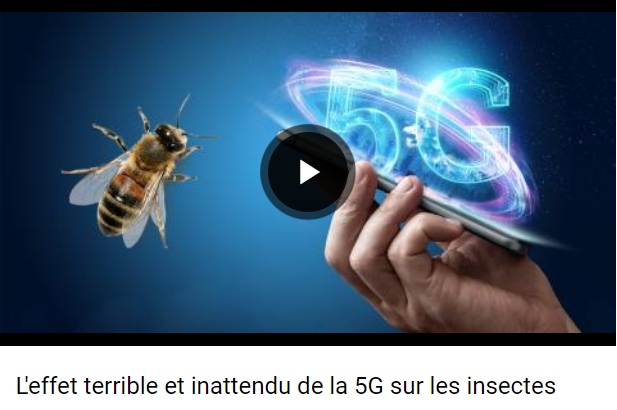 5G
L'effet terrible et inattendu de la 5G sur les insectes